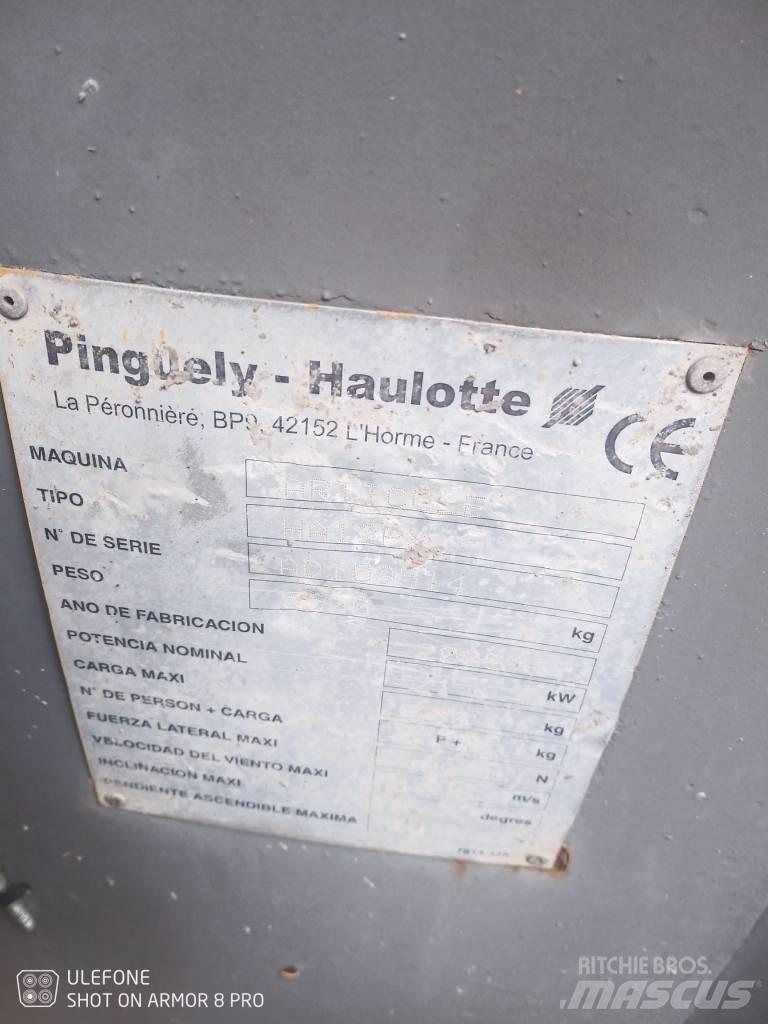 Pinguely - Haulotte
La Péronnière, BP9, 42152 L'Horme - France
CE
MAQUINA
TIPO
N° DE SERIE
PESO kg
ANO DE FABRICACION
POTENCIA NOMINAL kW
CARGA MAXI kg
N° DE PERSON + CARGA P + kg
FUERZA LATERAL MAXI N
VELOCIDAD DEL VIENTO MAXI m/s
INCLINACION MAXI degres
PENDIENTE ASCENDIBLE MAXIMA
ULEFONE
SHOT ON ARMOR 8 PRO
RITCHIE BROS.
MASCUS